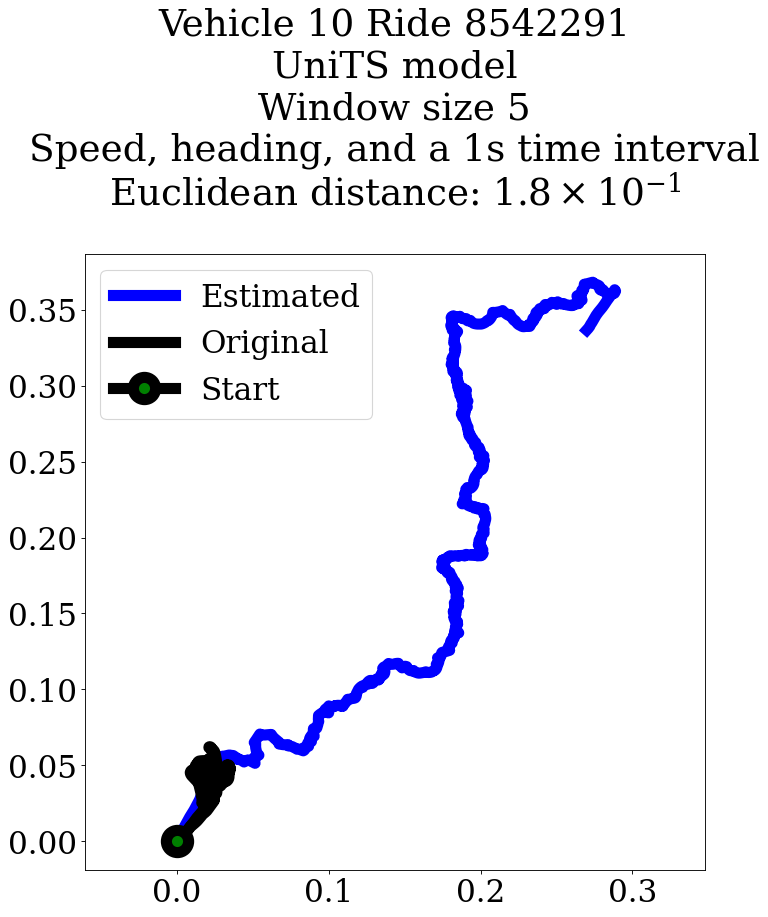 Vehicle 10 Ride 8542291
UniTS model
Window size 5
Speed, heading, and a 1s time interval
Euclidean distance: 1.8 × 10⁻¹
Estimated
Original
Start
0.35
0.30
0.25
0.20
0.15
0.10
0.05
0.00
0.0 0.1 0.2 0.3